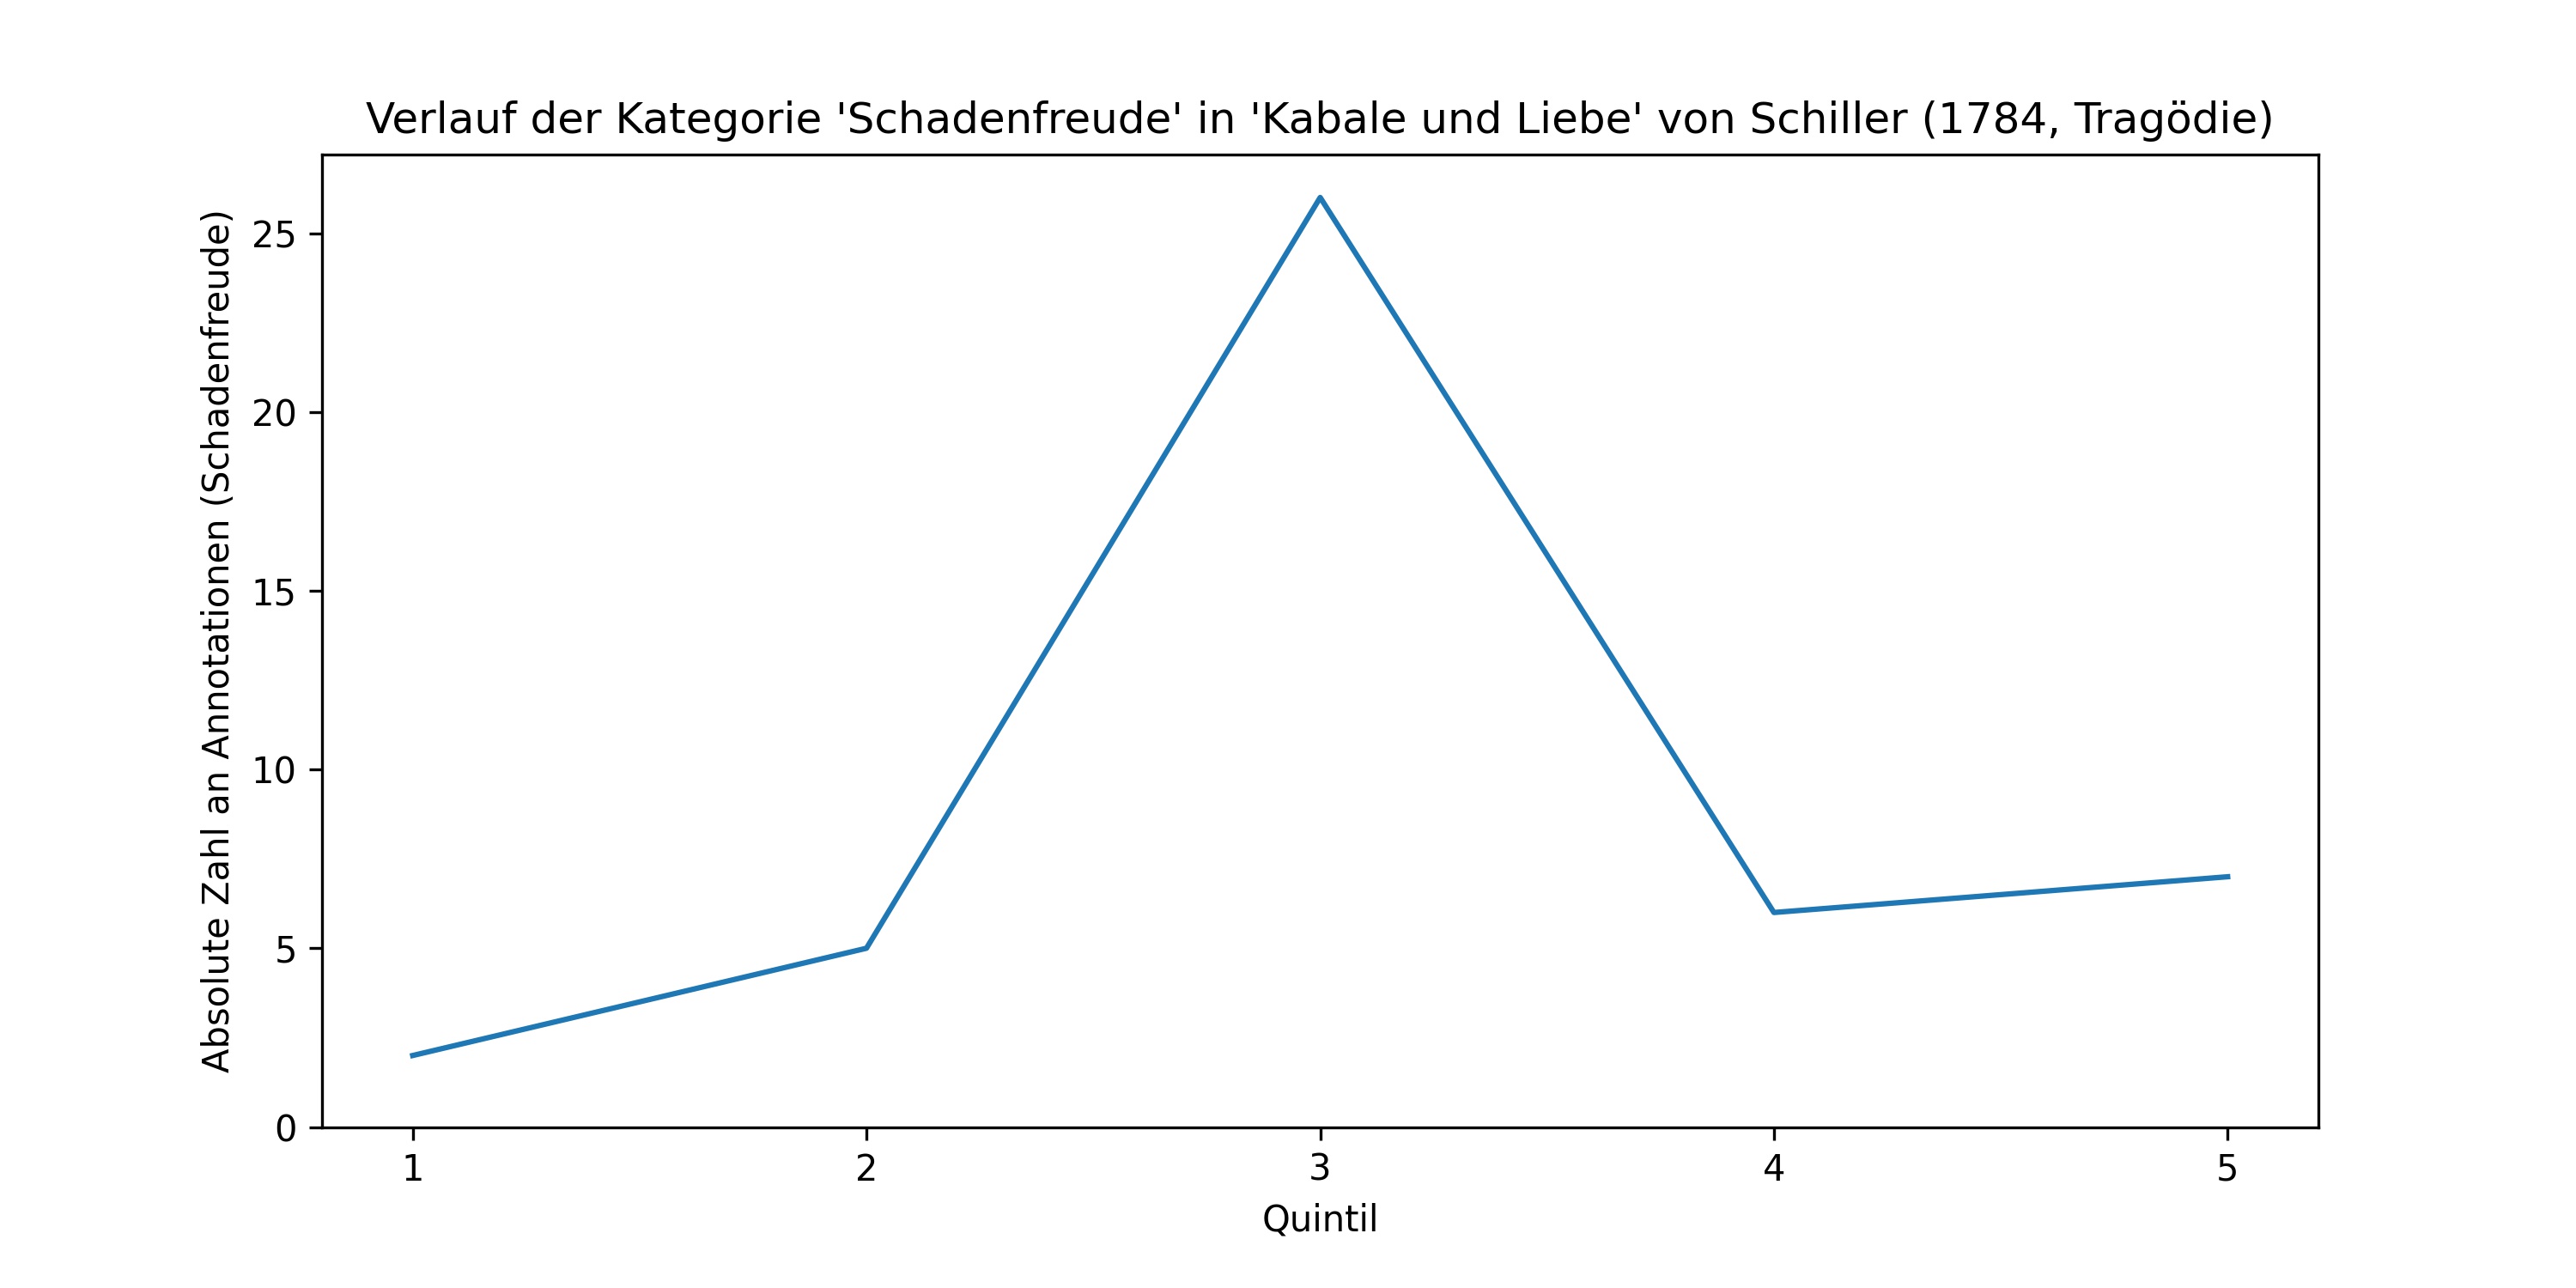 Verlauf der Kategorie 'Schadenfreude' in 'Kabale und Liebe' von Schiller (1784, Tragödie)
Absolute Zahl an Annotationen (Schadenfreude)
25
20
15
10
5
0
1 2 3 4 5
Quintil